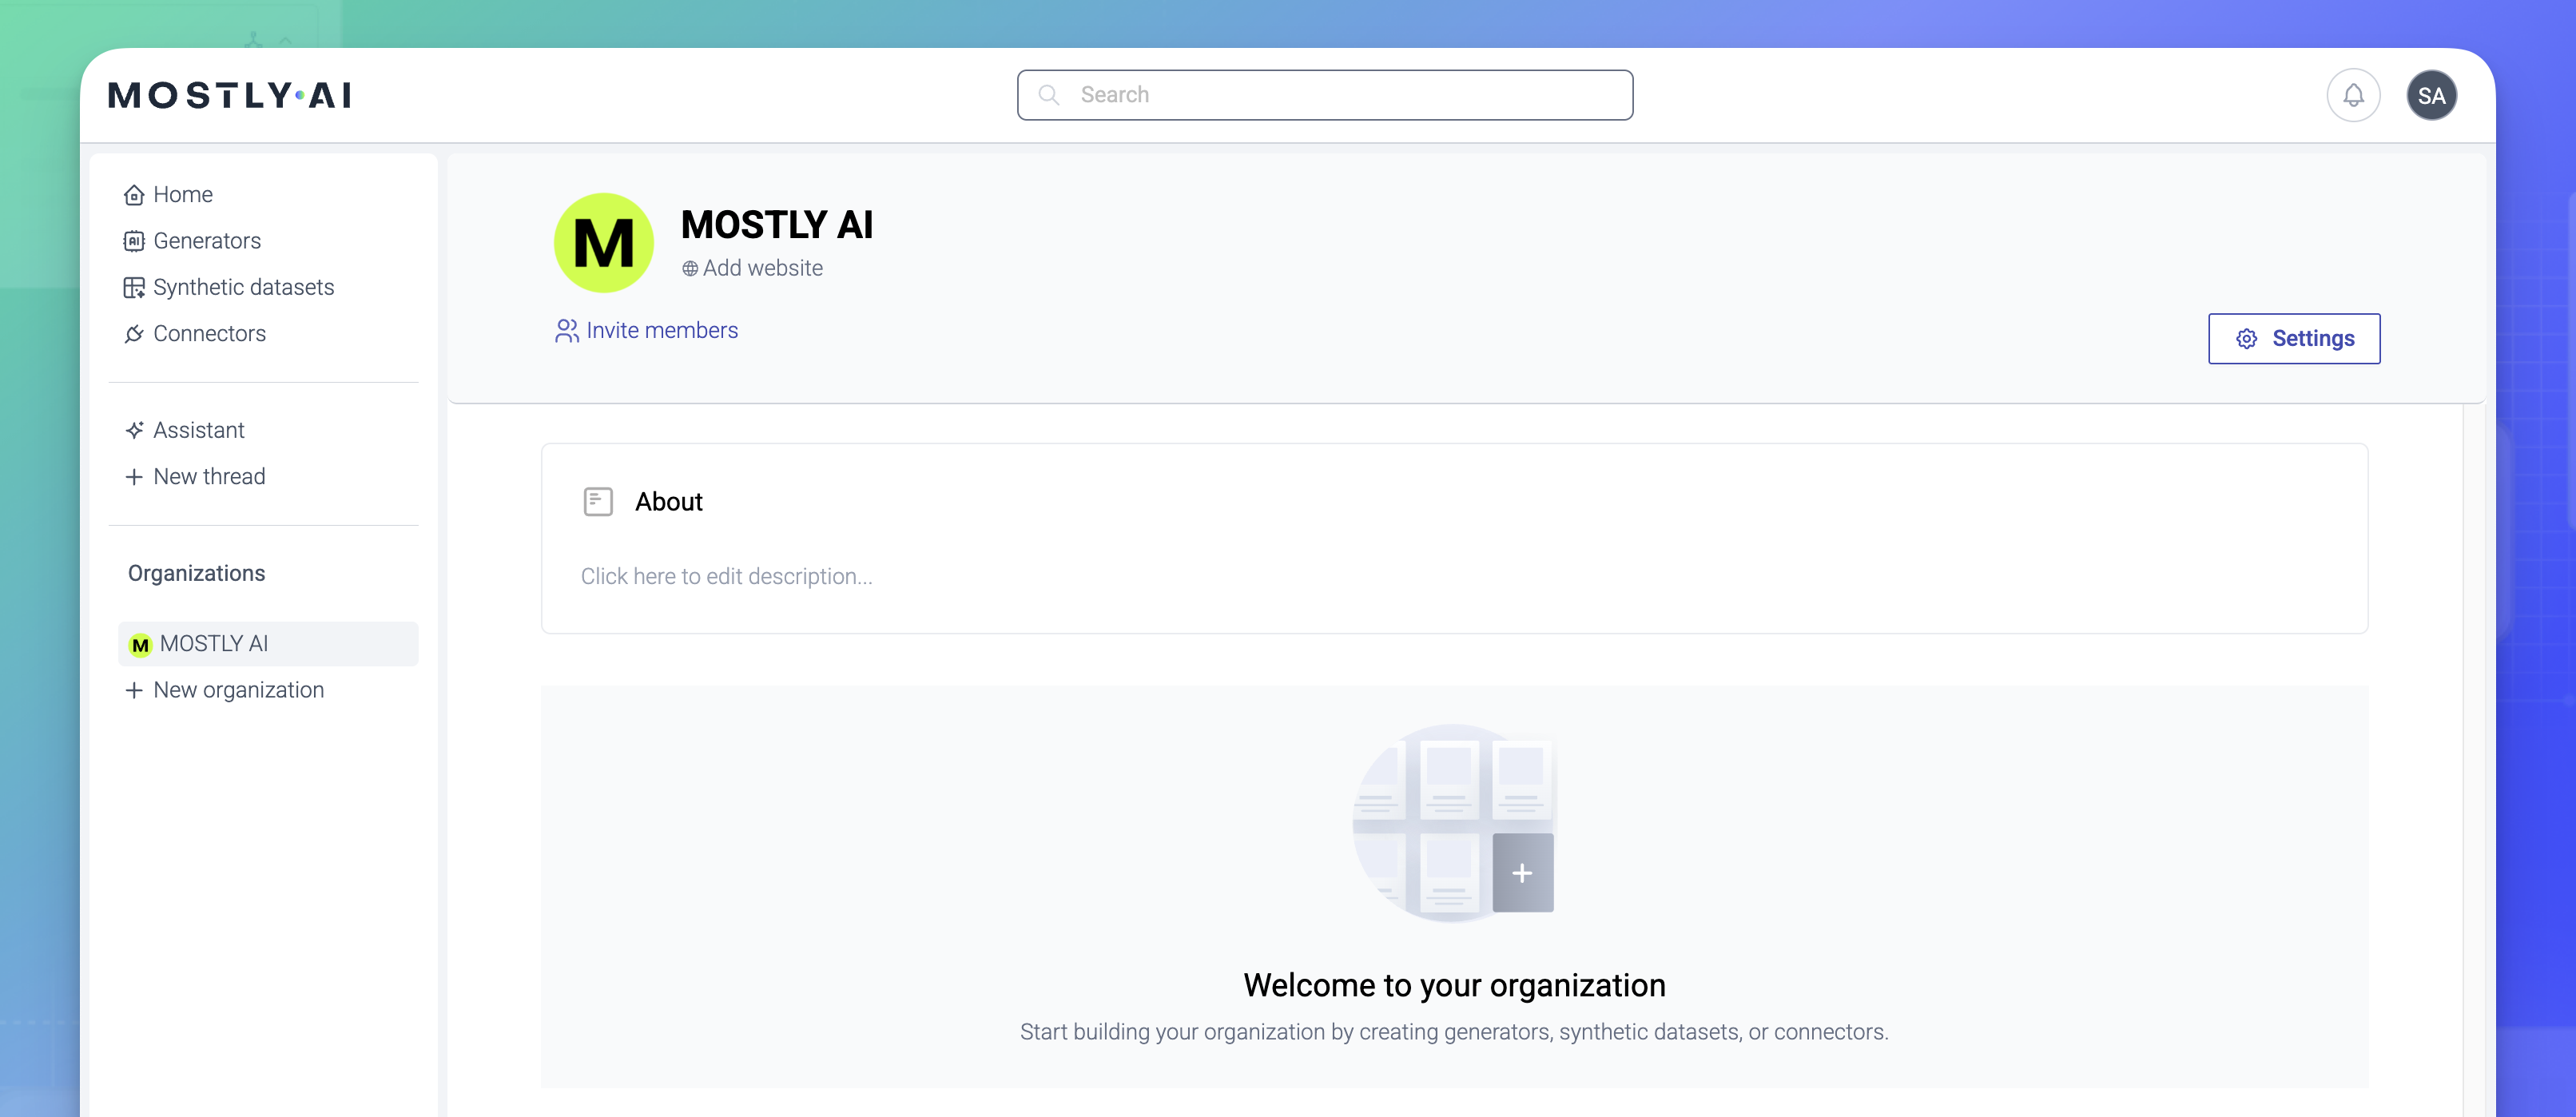 MOSTLY•AI
Search
SA
Home
Generators
Synthetic datasets
Connectors
Assistant
New thread
Organizations
M MOSTLY AI
New organization
M
MOSTLY AI
Add website
Invite members
Settings
About
Click here to edit description...
Welcome to your organization
Start building your organization by creating generators, synthetic datasets, or connectors.